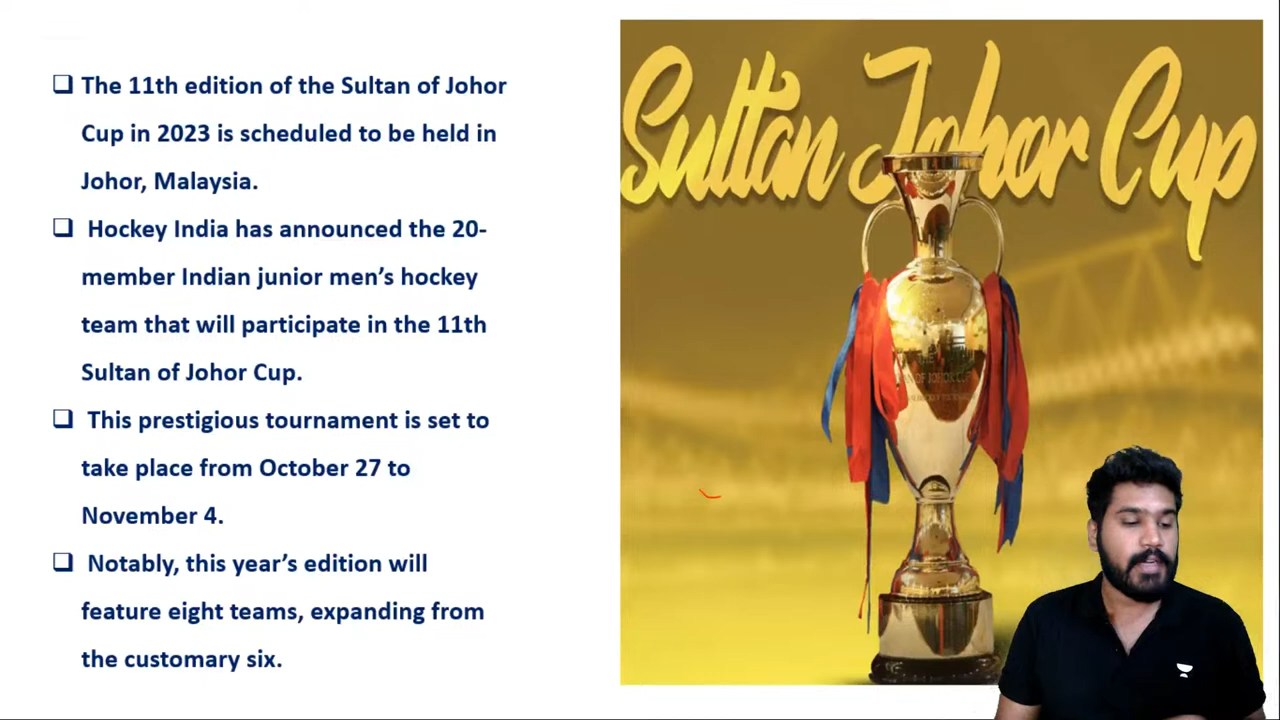 The 11th edition of the Sultan of Johor
Cup in 2023 is scheduled to be held in
Johor, Malaysia.
Hockey India has announced the 20-
member Indian junior men’s hockey
team that will participate in the 11th
Sultan of Johor Cup.
This prestigious tournament is set to
take place from October 27 to
November 4.
Notably, this year’s edition will
feature eight teams, expanding from
the customary six.
Sultan Johor Cup
OF JOHOR CUP